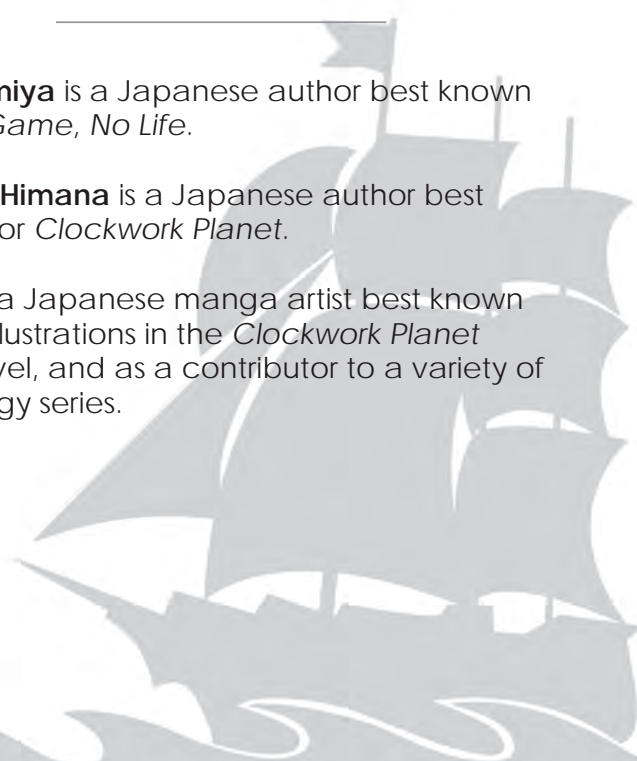 miya is a Japanese author best known
Game, No Life.
Himana is a Japanese author best
or Clockwork Planet.
a Japanese manga artist best known
lustrations in the Clockwork Planet
vel, and as a contributor to a variety of
gy series.